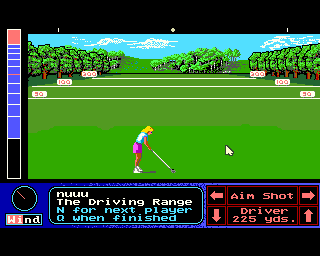 200 200
100 100
50 50
nuuu
The Driving Range
N for next player
Q when finished
Wind
Aim Shot
Driver
225 yds.